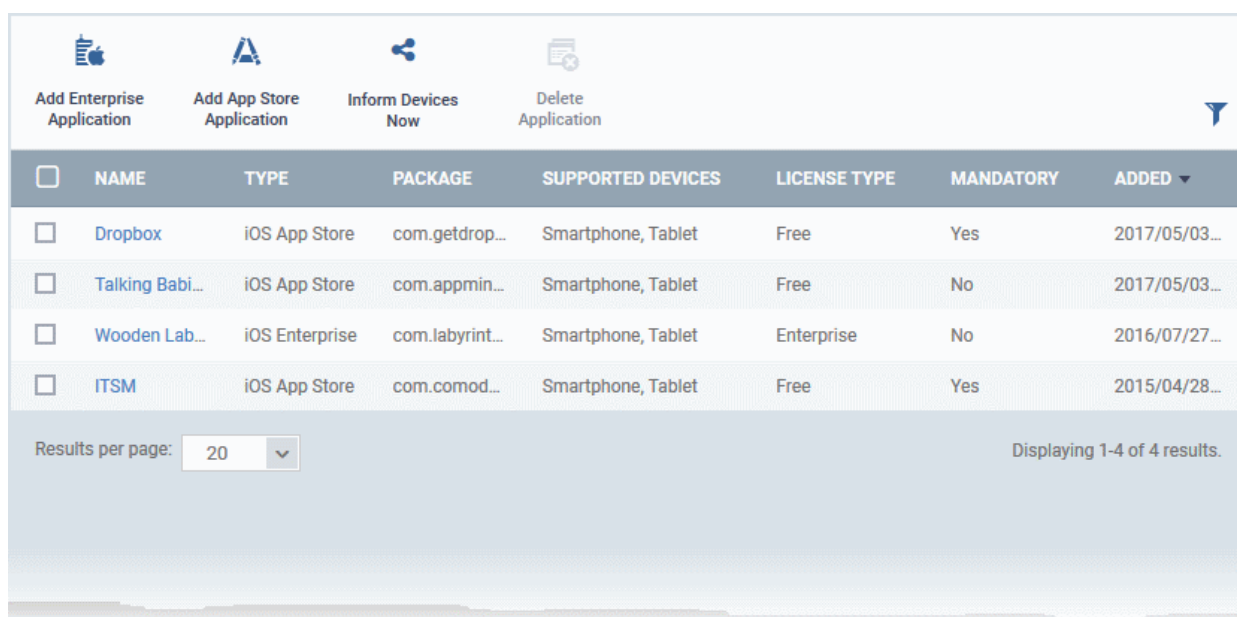 Add Enterprise Application
Add App Store Application
Inform Devices Now
Delete Application
NAME TYPE PACKAGE SUPPORTED DEVICES LICENSE TYPE MANDATORY ADDED
Dropbox iOS App Store com.getdrop... Smartphone, Tablet Free Yes 2017/05/03...
Talking Babi... iOS App Store com.appmin... Smartphone, Tablet Free No 2017/05/03...
Wooden Lab... iOS Enterprise com.labyrint... Smartphone, Tablet Enterprise No 2016/07/27...
ITSM iOS App Store com.comod... Smartphone, Tablet Free Yes 2015/04/28...
Results per page: 20 Displaying 1-4 of 4 results.